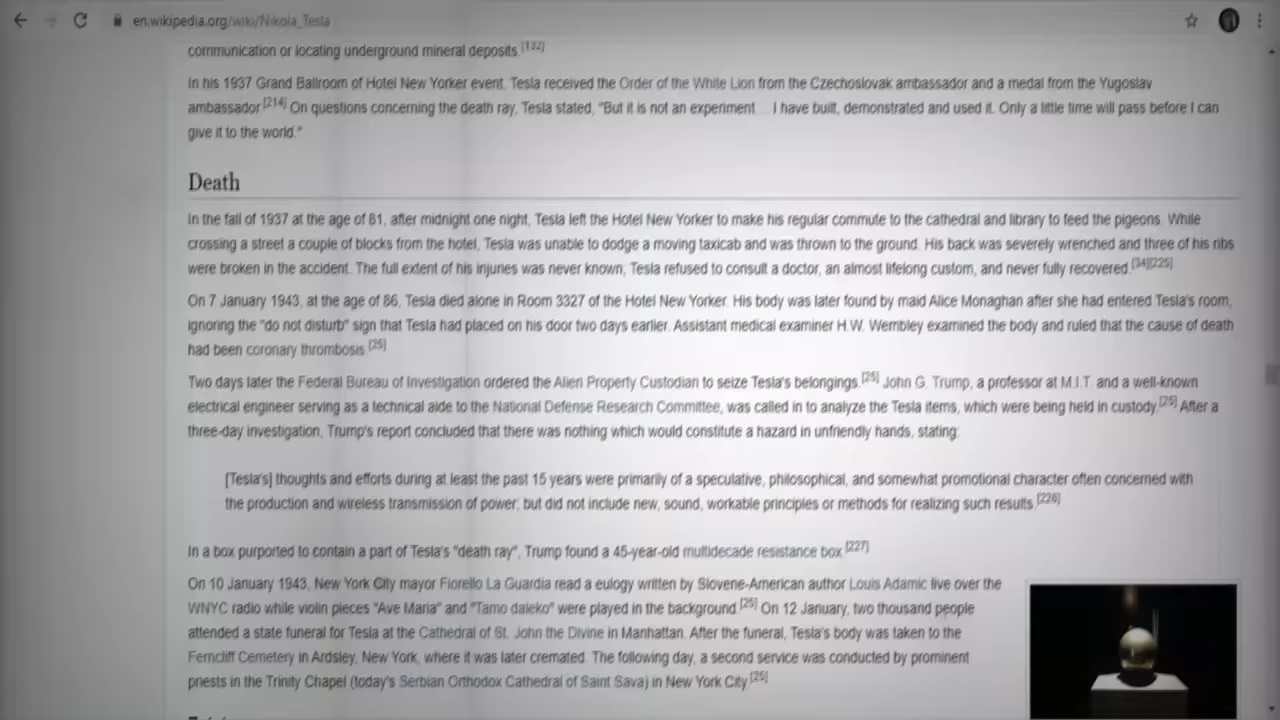 en.wikipedia.org/wiki/Nikola_Tesla
communication or locating underground mineral deposits.[132]
In his 1937 Grand Ballroom of Hotel New Yorker event, Tesla received the Order of the White Lion from the Czechoslovak ambassador and a medal from the Yugoslav
ambassador.[214] On questions concerning the death ray, Tesla stated, "But it is not an experiment ... I have built, demonstrated and used it. Only a little time will pass before I can
give it to the world."
Death
In the fall of 1937 at the age of 81, after midnight one night, Tesla left the Hotel New Yorker to make his regular commute to the cathedral and library to feed the pigeons. While
crossing a street a couple of blocks from the hotel, Tesla was unable to dodge a moving taxicab and was thrown to the ground. His back was severely wrenched and three of his ribs
were broken in the accident. The full extent of his injuries was never known; Tesla refused to consult a doctor, an almost lifelong custom, and never fully recovered.[34][225]
On 7 January 1943, at the age of 86, Tesla died alone in Room 3327 of the Hotel New Yorker. His body was later found by maid Alice Monaghan after she had entered Tesla's room,
ignoring the "do not disturb" sign that Tesla had placed on his door two days earlier. Assistant medical examiner H.W. Wembley examined the body and ruled that the cause of death
had been coronary thrombosis.[25]
Two days later the Federal Bureau of Investigation ordered the Alien Property Custodian to seize Tesla's belongings.[25] John G. Trump, a professor at M.I.T. and a well-known
electrical engineer serving as a technical aide to the National Defense Research Committee, was called in to analyze the Tesla items, which were being held in custody.[25] After a
three-day investigation, Trump's report concluded that there was nothing which would constitute a hazard in unfriendly hands, stating:
[Tesla's] thoughts and efforts during at least the past 15 years were primarily of a speculative, philosophical, and somewhat promotional character often concerned with
the production and wireless transmission of power; but did not include new, sound, workable principles or methods for realizing such results.[226]
In a box purported to contain a part of Tesla's "death ray", Trump found a 45-year-old multidecade resistance box.[227]
On 10 January 1943, New York City mayor Fiorello La Guardia read a eulogy written by Slovene-American author Louis Adamic live over the
WNYC radio while violin pieces "Ave Maria" and "Tamo daleko" were played in the background.[25] On 12 January, two thousand people
attended a state funeral for Tesla at the Cathedral of St. John the Divine in Manhattan. After the funeral, Tesla's body was taken to the
Ferncliff Cemetery in Ardsley, New York, where it was later cremated. The following day, a second service was conducted by prominent
priests in the Trinity Chapel (today's Serbian Orthodox Cathedral of Saint Sava) in New York City.[25]